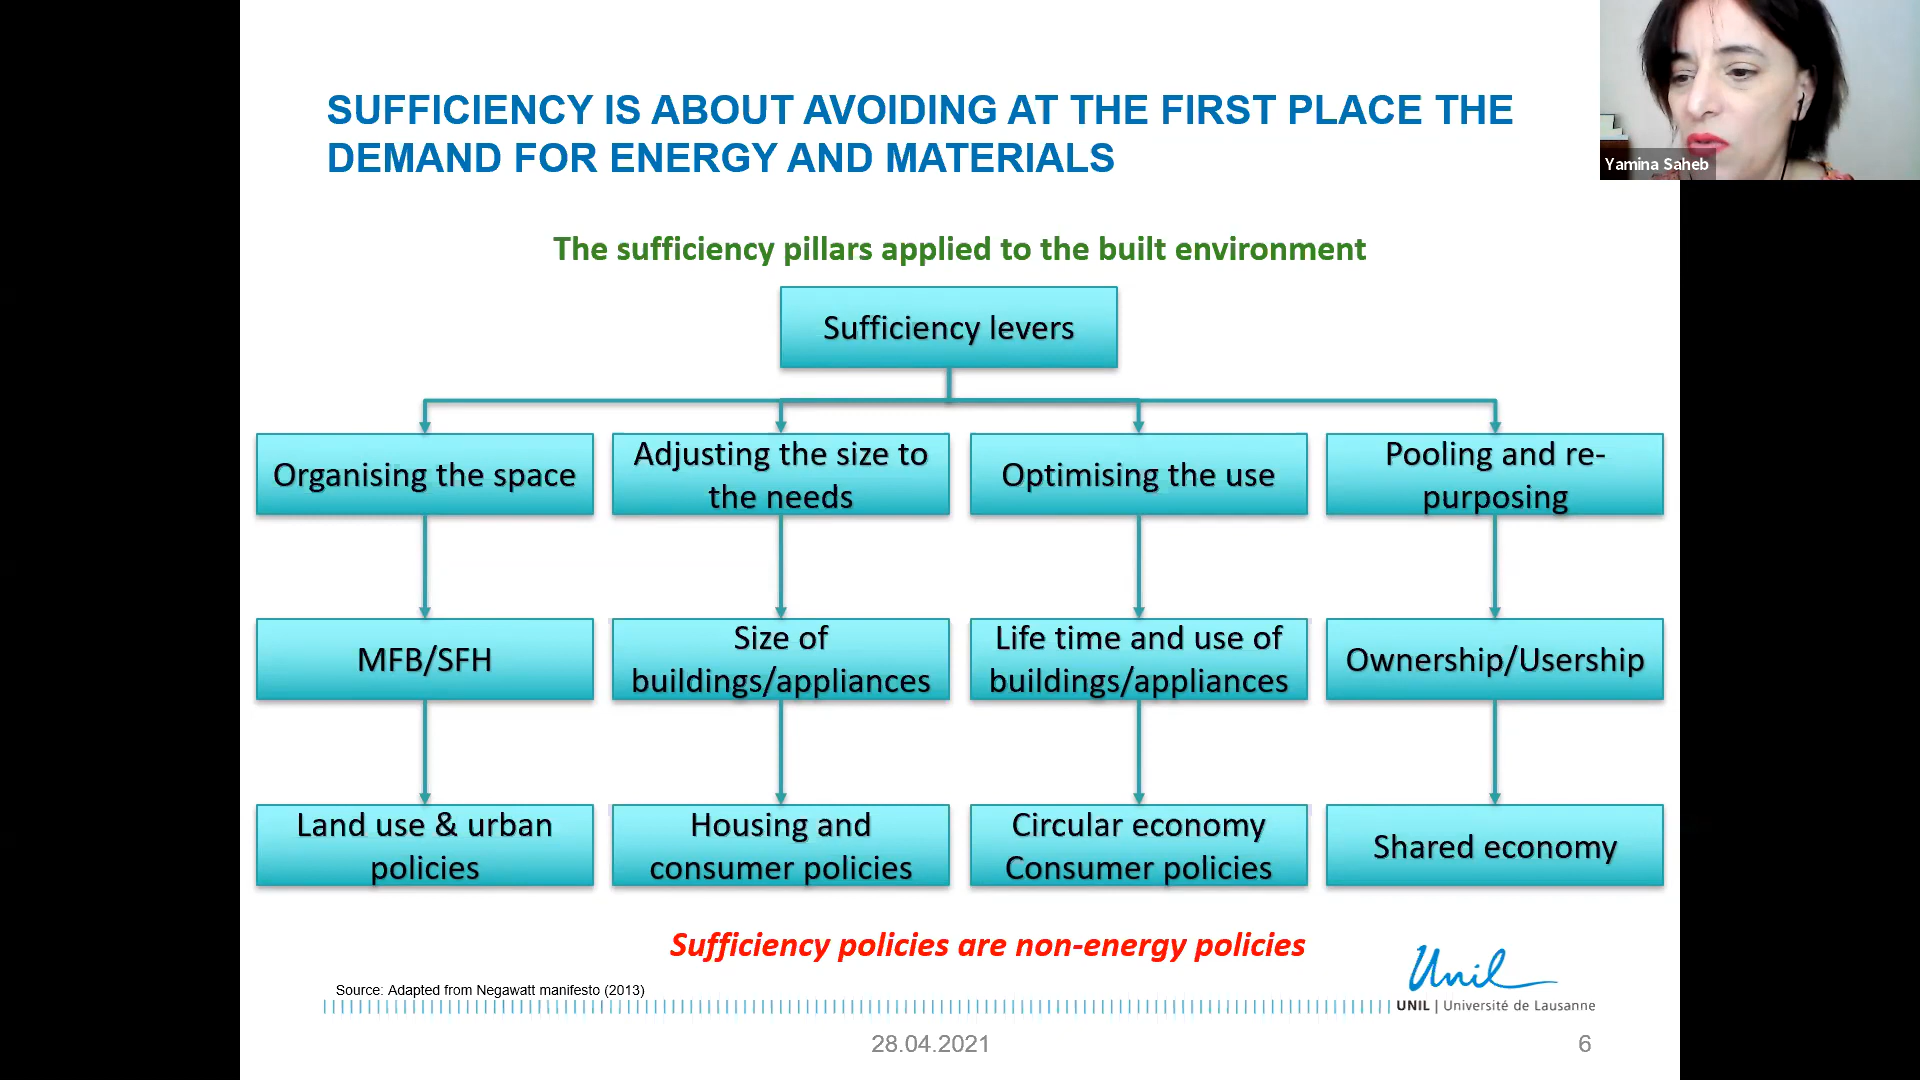 SUFFICIENCY IS ABOUT AVOIDING AT THE FIRST PLACE THE
DEMAND FOR ENERGY AND MATERIALS
Yamina Saheb
The sufficiency pillars applied to the built environment
Sufficiency levers
Organising the space
Adjusting the size to
the needs
Optimising the use
Pooling and re-
purposing
MFB/SFH
Size of
buildings/appliances
Life time and use of
buildings/appliances
Ownership/Usership
Land use & urban
policies
Housing and
consumer policies
Circular economy
Consumer policies
Shared economy
Sufficiency policies are non-energy policies
Source: Adapted from Negawatt manifesto (2013)
Unil
UNIL | Université de Lausanne
28.04.2021
6